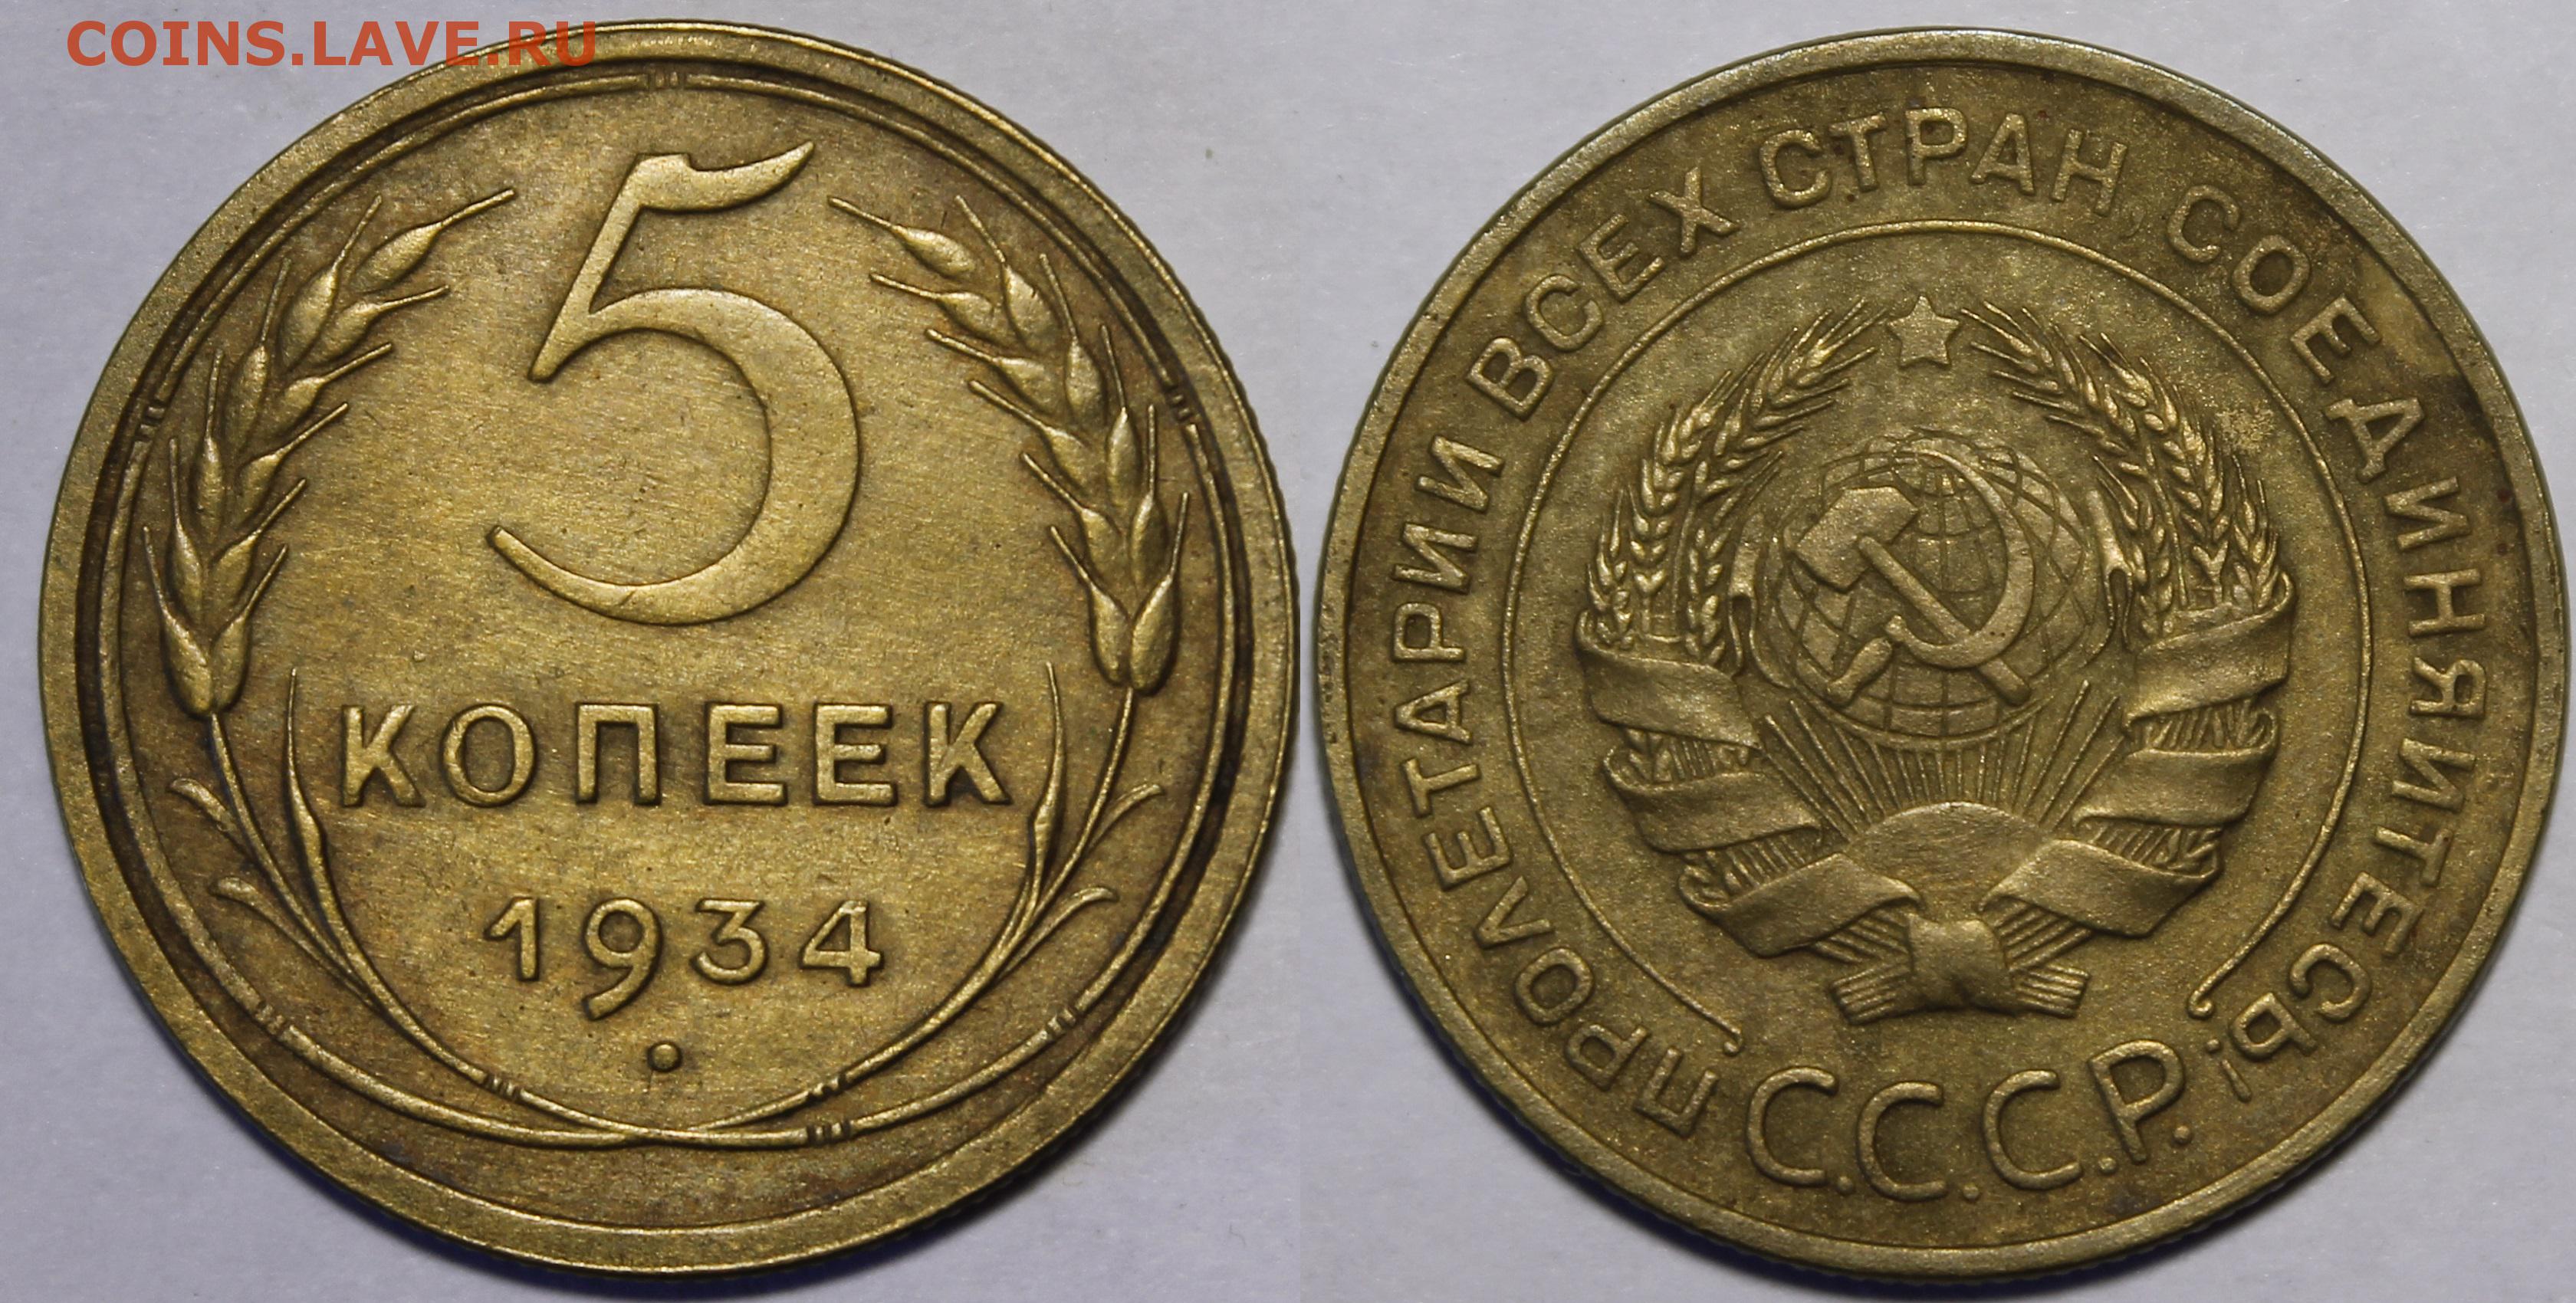 COINS.LAVE.RU
5
КОПЕЕК
1934
ПРОЛЕТАРИИ ВСЕХ СТРАН, СОЕДИНЯЙТЕСЬ!
С.С.С.Р.